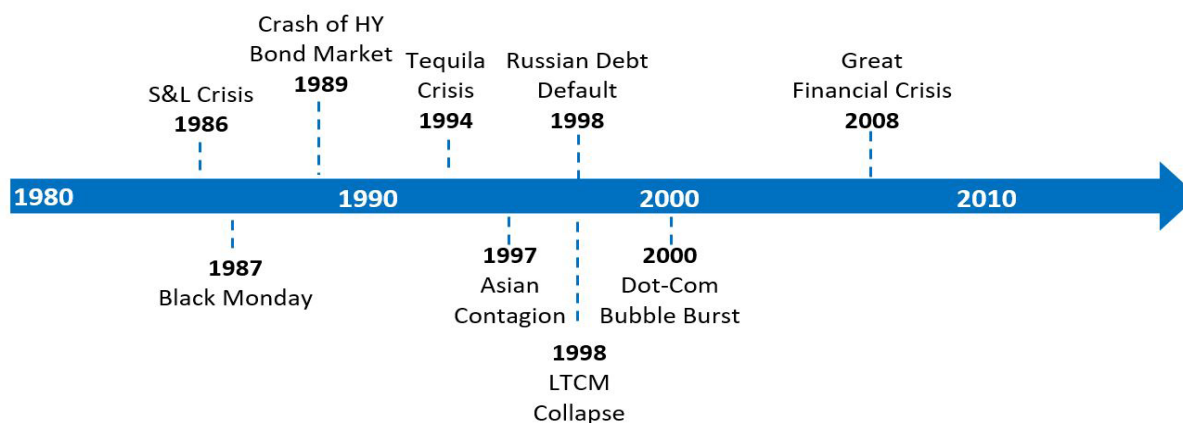 S&L Crisis
1986
Crash of HY
Bond Market
1989
Tequila
Crisis
1994
Russian Debt
Default
1998
Great
Financial Crisis
2008
1980
1990
2000
2010
1987
Black Monday
1997
Asian
Contagion
1998
LTCM
Collapse
2000
Dot-Com
Bubble Burst